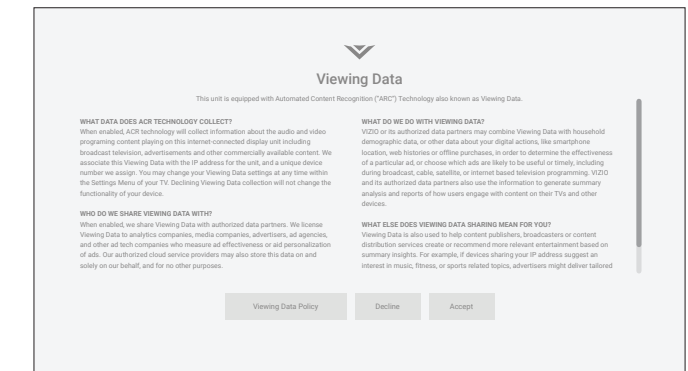 Viewing Data
This unit is equipped with Automated Content Recognition ("ARC") Technology also known as Viewing Data.
WHAT DATA DOES ACR TECHNOLOGY COLLECT?
When enabled, ACR technology will collect information about the audio and video
programing content playing on this internet-connected display unit including
broadcast television, advertisements and other commercially available content. We
associate this Viewing Data with the IP address for the unit, and a unique device
number we assign. You may change your Viewing Data settings at any time within
the Settings Menu of your TV. Declining Viewing Data collection will not change the
functionality of your device.
WHO DO WE SHARE VIEWING DATA WITH?
When enabled, we share Viewing Data with authorized data partners. We license
Viewing Data to analytics companies, media companies, advertisers, ad agencies,
and other ad tech companies who measure ad effectiveness or aid personalization
of ads. Our authorized cloud service providers may also store this data on and
solely on our behalf, and for no other purposes.
WHAT DO WE DO WITH VIEWING DATA?
VIZIO or its authorized data partners may combine Viewing Data with household
demographic data, or other data about your digital actions, like smartphone
location, web histories or offline purchases, in order to determine the effectiveness
of a particular ad, or choose which ads are likely to be useful or timely, including
during broadcast, cable, satellite, or internet based television programming. VIZIO
and its authorized data partners also use the information to generate summary
analysis and reports of how users engage with content on their TVs and other
devices.
WHAT ELSE DOES VIEWING DATA SHARING MEAN FOR YOU?
Viewing Data is also used to help content publishers, broadcasters or content
distribution services create or recommend more relevant entertainment based on
summary insights. For example, if devices sharing your IP address suggest an
interest in music, fitness, or sports related topics, advertisers might deliver tailored
Viewing Data Policy
Decline
Accept